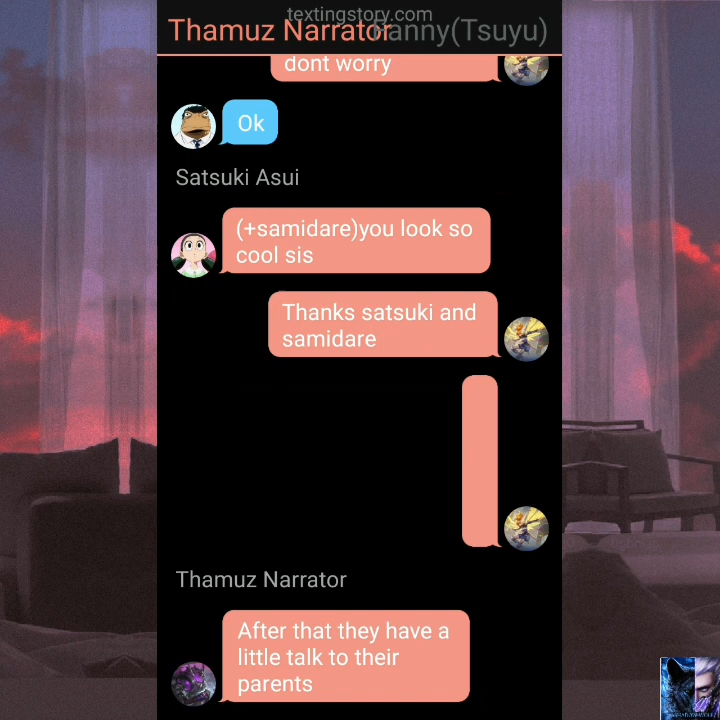 textingstory.com
Thamuz Narrator
Fanny(Tsuyu)
dont worry
Ok
Satsuki Asui
(+samidare)you look so
cool sis
Thanks satsuki and
samidare
Thamuz Narrator
After that they have a
little talk to their
parents